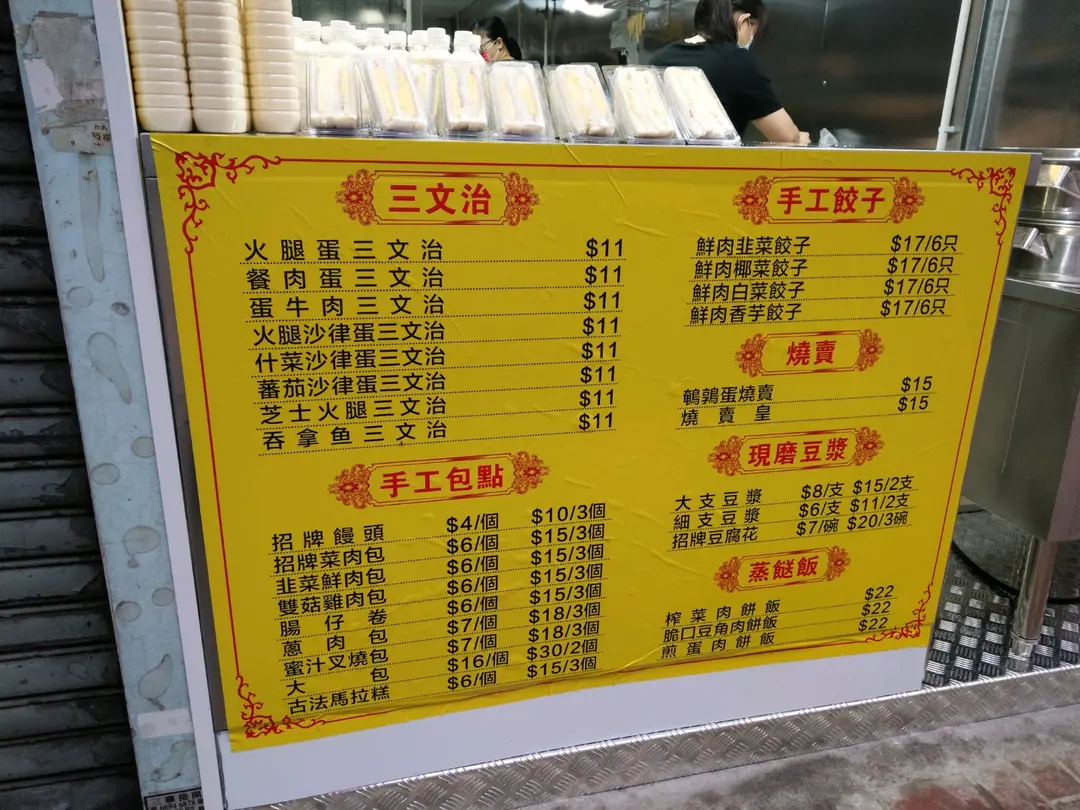 三文治
火腿蛋三文治 $11
餐肉蛋三文治 $11
蛋牛肉三文治 $11
火腿沙律蛋三文治 $11
什菜沙律蛋三文治 $11
蕃茄沙律蛋三文治 $11
芝士火腿三文治 $11
吞拿鱼三文治 $11
手工包點
招牌饅頭 $4/個 $10/3個
招牌菜肉包 $6/個 $15/3個
韭菜鮮肉包 $6/個 $15/3個
雙菇雞肉包 $6/個 $15/3個
腸仔卷 $6/個 $15/3個
蔥肉包 $7/個 $18/3個
蜜汁叉燒包 $7/個 $18/3個
大包 $16/個 $30/2個
古法馬拉糕 $6/個 $15/3個
手工餃子
鮮肉韭菜餃子 $17/6只
鮮肉椰菜餃子 $17/6只
鮮肉白菜餃子 $17/6只
鮮肉香芋餃子 $17/6只
燒賣
鵪鶉蛋燒賣 $15
燒賣皇 $15
現磨豆漿
大支豆漿 $8/支 $15/2支
細支豆漿 $6/支 $11/2支
招牌豆腐花 $7/碗 $20/3碗
蒸餸飯
榨菜肉餅飯 $22
脆口豆角肉餅飯 $22
煎蛋肉餅飯 $22